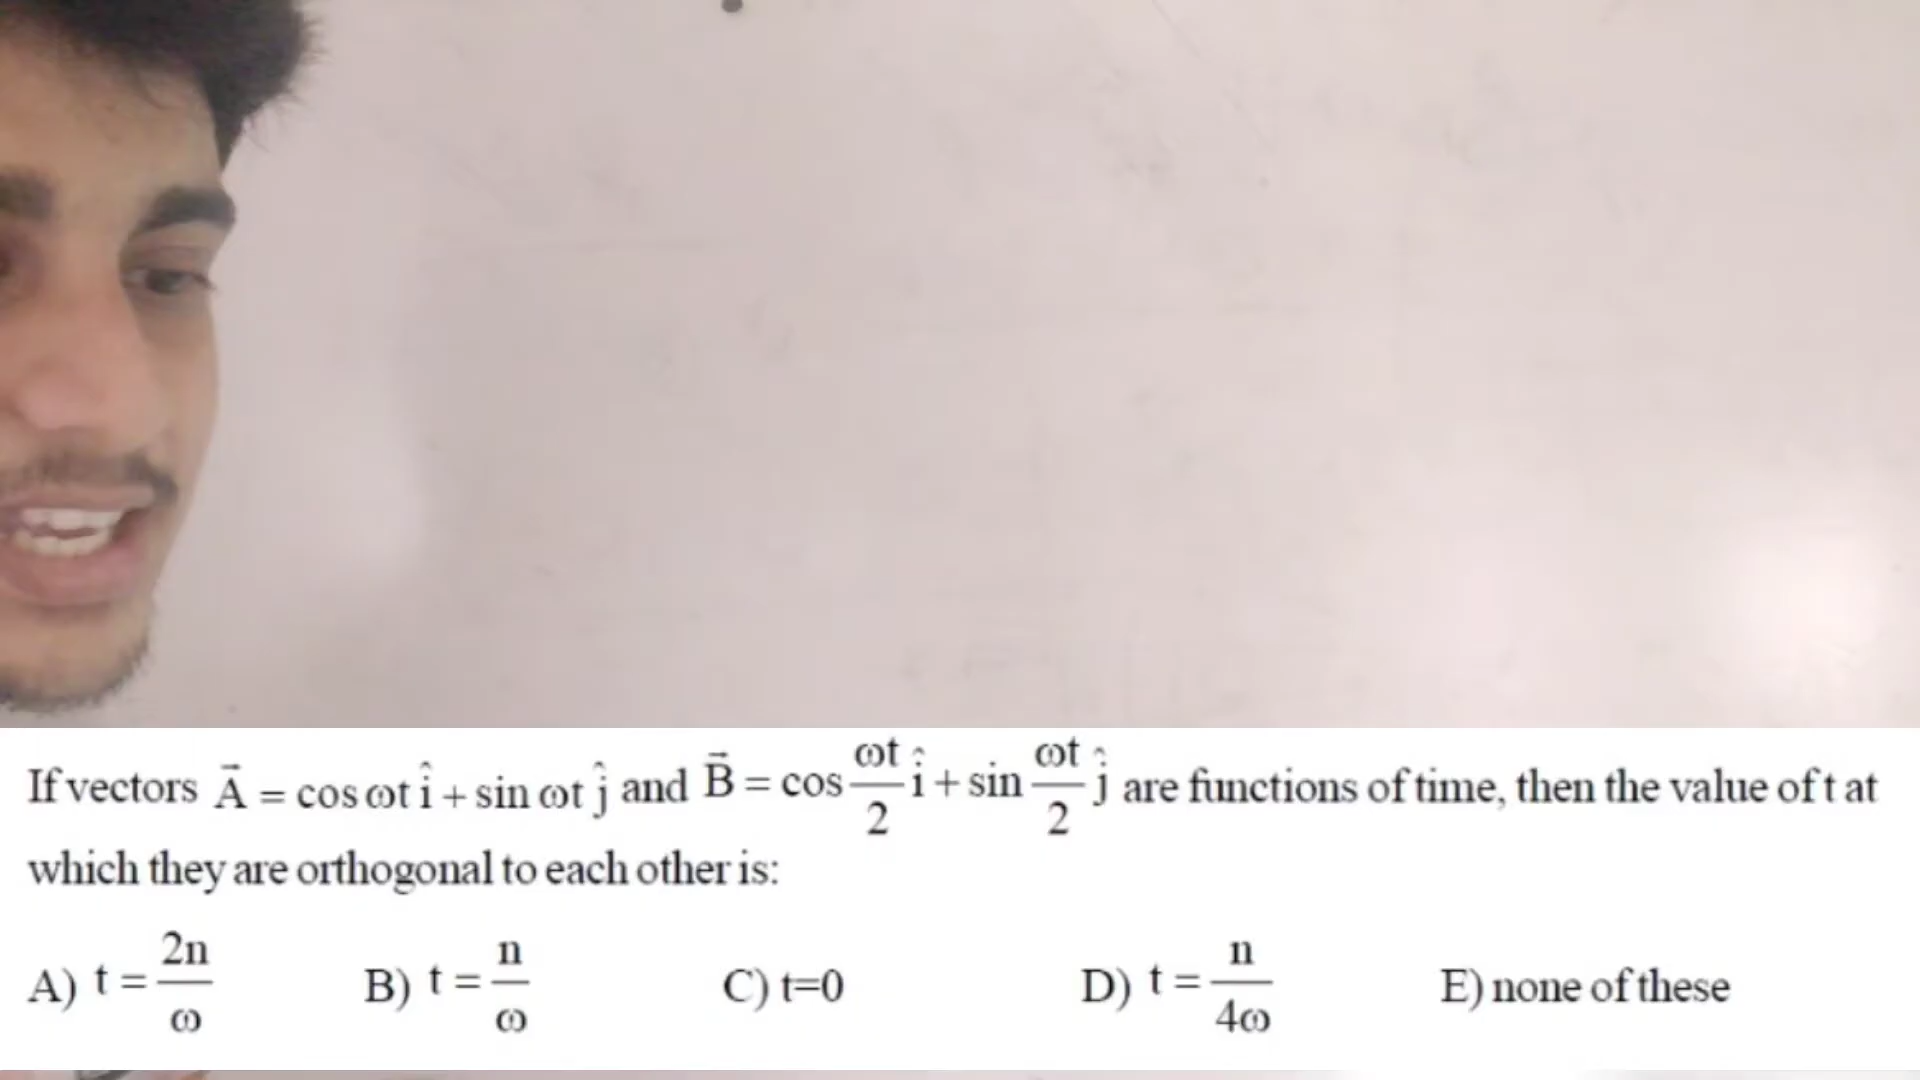 If vectors A⃗ = cos ωt î + sin ωt ĵ and B⃗ = cos ωt/2 î + sin ωt/2 ĵ are functions of time, then the value of t at
which they are orthogonal to each other is:
A) t = 2n/ω B) t = n/ω C) t=0 D) t = n/4ω E) none of these